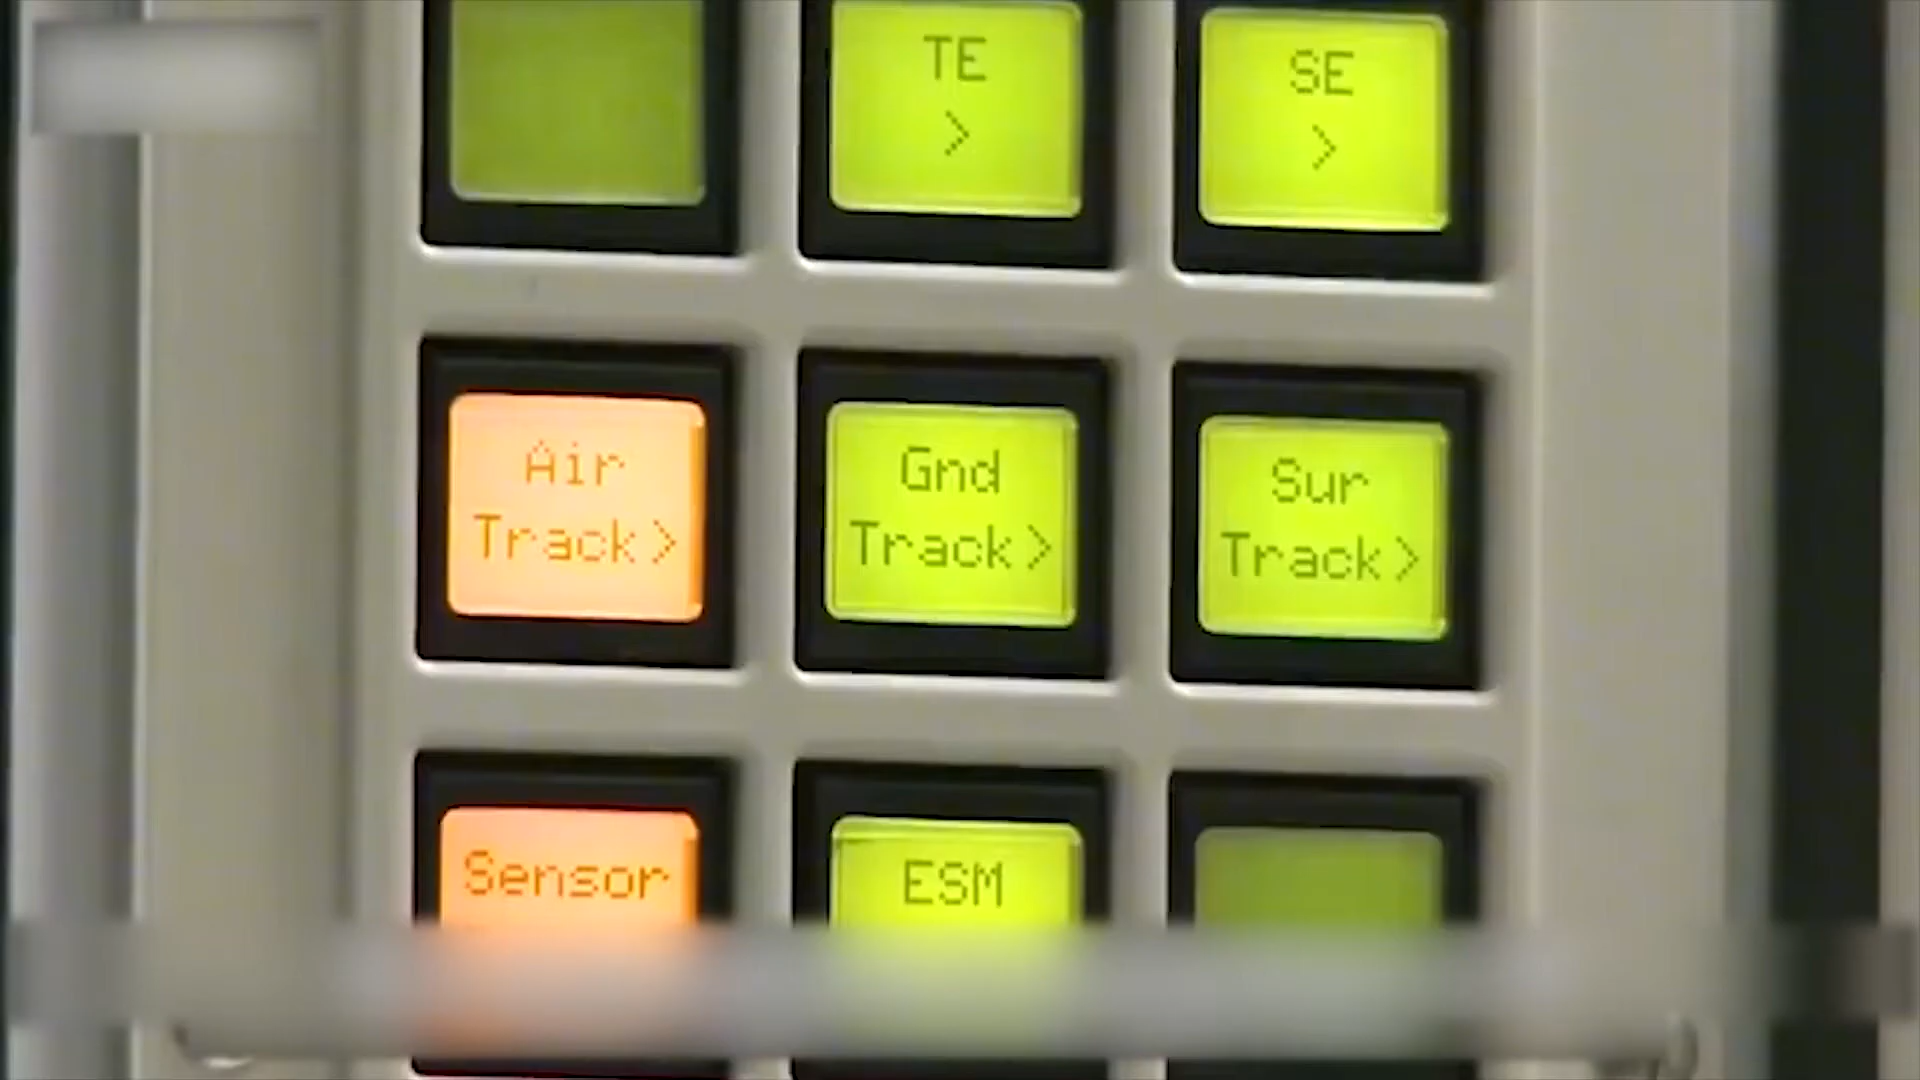 TE
>
SE
>
Air
Track>
Gnd
Track>
Sur
Track>
Sensor
ESM